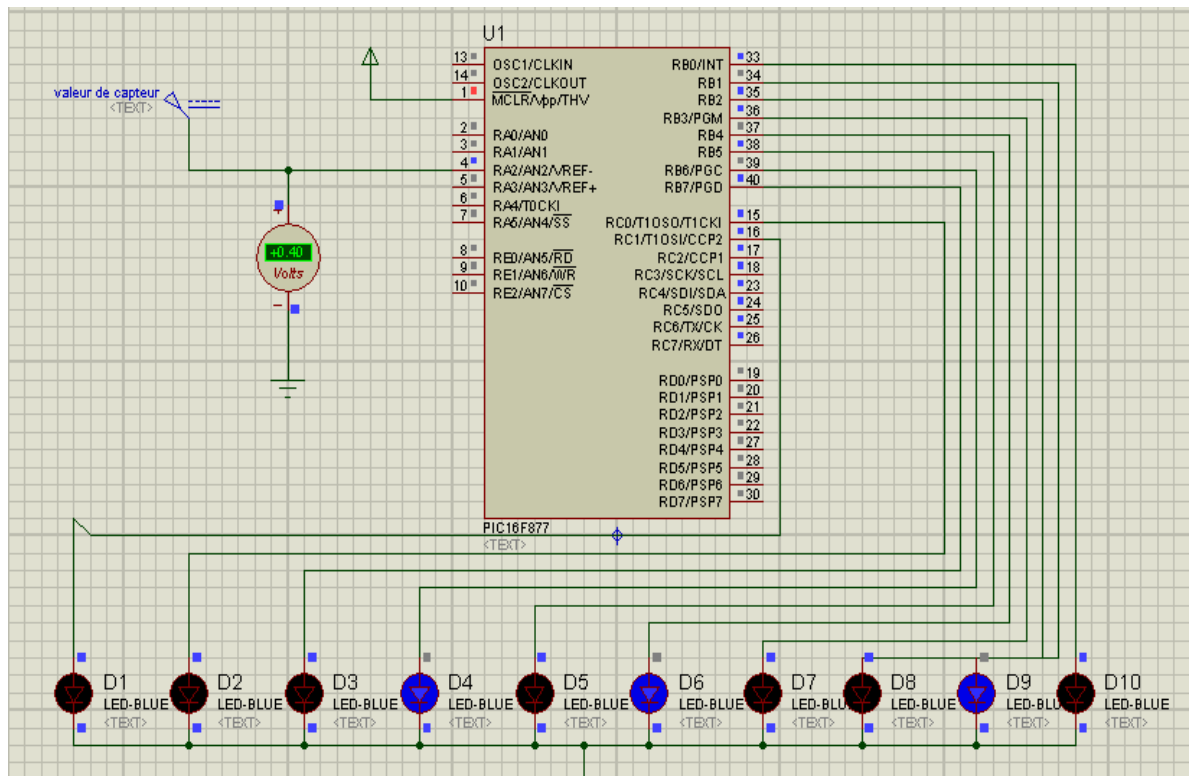 U1
13
OSC1/CLKIN
14
OSC2/CLKOUT
1
MCLR/Vpp/THV
2
RA0/AN0
3
RA1/AN1
4
RA2/AN2/VREF-
5
RA3/AN3/VREF+
6
RA4/T0CKI
7
RA5/AN4/SS
8
RE0/AN5/RD
9
RE1/AN6/WR
10
RE2/AN7/CS
RB0/INT
33
RB1
34
RB2
35
RB3/PGM
36
RB4
37
RB5
38
RB6/PGC
39
RB7/PGD
40
RC0/T1OSO/T1CKI
15
RC1/T1OSI/CCP2
16
RC2/CCP1
17
RC3/SCK/SCL
18
RC4/SDI/SDA
23
RC5/SDO
24
RC6/TX/CK
25
RC7/RX/DT
26
RD0/PSP0
19
RD1/PSP1
20
RD2/PSP2
21
RD3/PSP3
22
RD4/PSP4
27
RD5/PSP5
28
RD6/PSP6
29
RD7/PSP7
30
PIC16F877
<TEXT>
valeur de capteur
<TEXT>
+0.40
Volts
D1
LED-BLUE
<TEXT>
D2
LED-BLUE
<TEXT>
D3
LED-BLUE
<TEXT>
D4
LED-BLUE
<TEXT>
D5
LED-BLUE
<TEXT>
D6
LED-BLUE
<TEXT>
D7
LED-BLU
<TEXT>
D8
LED-BLUE
<TEXT>
D9
LED-BLU
<TEXT>
D10
LED-BLUE
<TEXT>